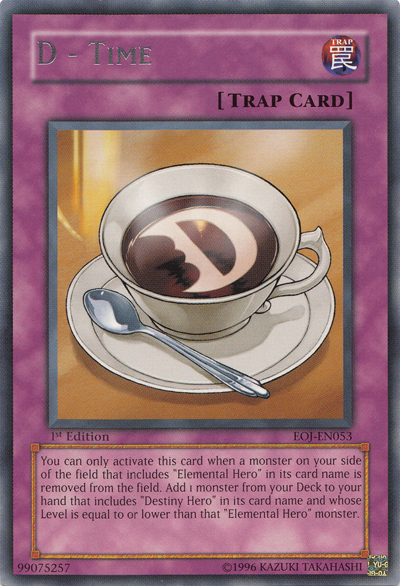 D - Time
TRAP
罠
[Trap Card]
D
1st Edition
EOJ-EN053
You can only activate this card when a monster on your side
of the field that includes "Elemental Hero" in its card name is
removed from the field. Add 1 monster from your Deck to your
hand that includes "Destiny Hero" in its card name and whose
Level is equal to or lower than that "Elemental Hero" monster.
99075257
©1996 KAZUKI TAKAHASHI